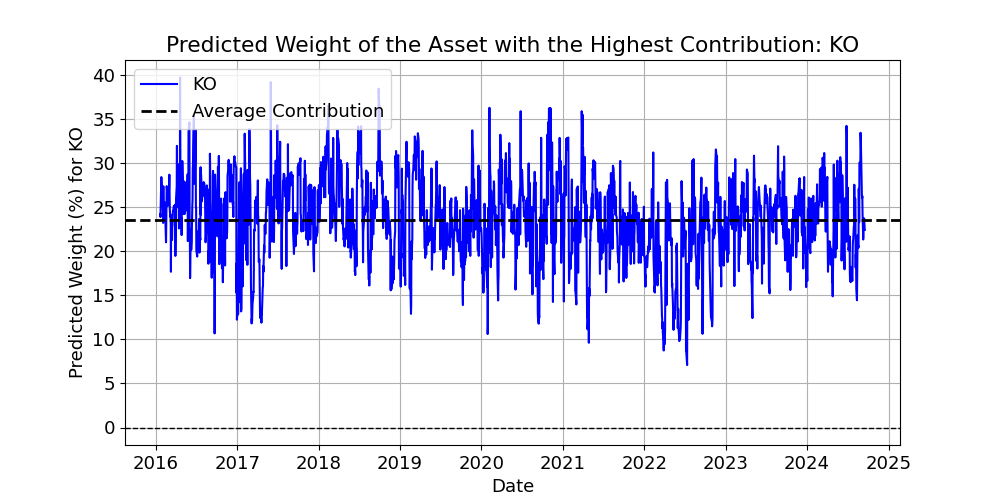 Predicted Weight of the Asset with the Highest Contribution: KO
KO
Average Contribution
Predicted Weight (%) for KO
40
35
30
25
20
15
10
5
0
2016 2017 2018 2019 2020 2021 2022 2023 2024 2025
Date